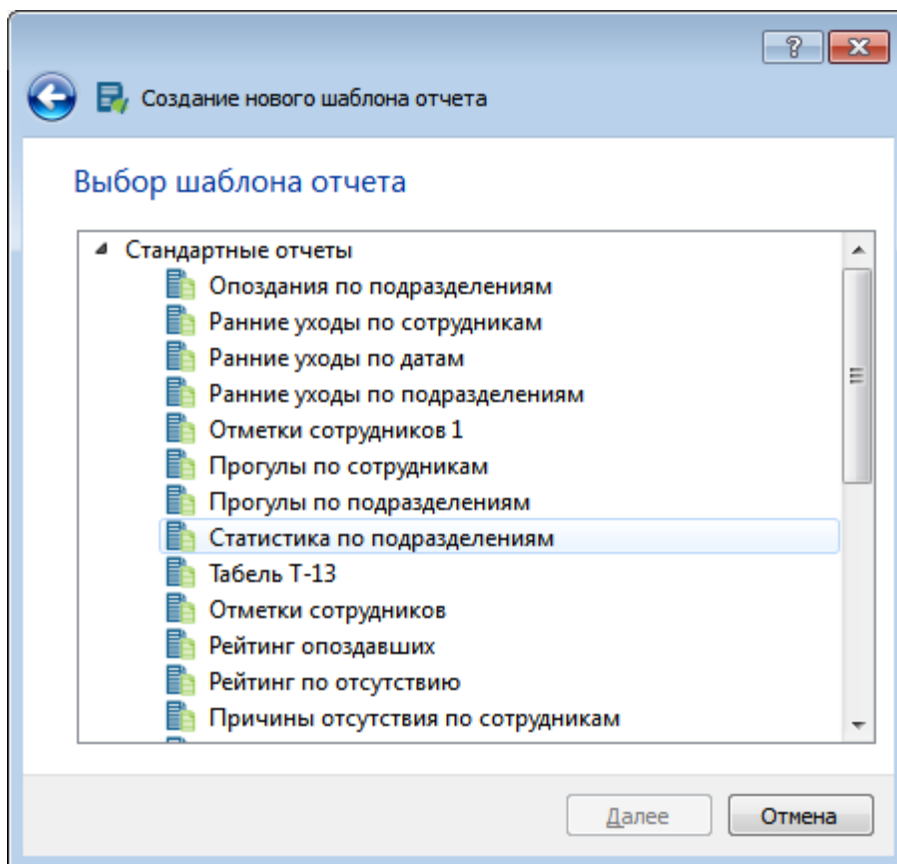 ?
Создание нового шаблона отчета
Выбор шаблона отчета
Стандартные отчеты
Опоздания по подразделениям
Ранние уходы по сотрудникам
Ранние уходы по датам
Ранние уходы по подразделениям
Отметки сотрудников 1
Прогулы по сотрудникам
Прогулы по подразделениям
Статистика по подразделениям
Табель Т-13
Отметки сотрудников
Рейтинг опоздавших
Рейтинг по отсутствию
Причины отсутствия по сотрудникам
Далее Отмена